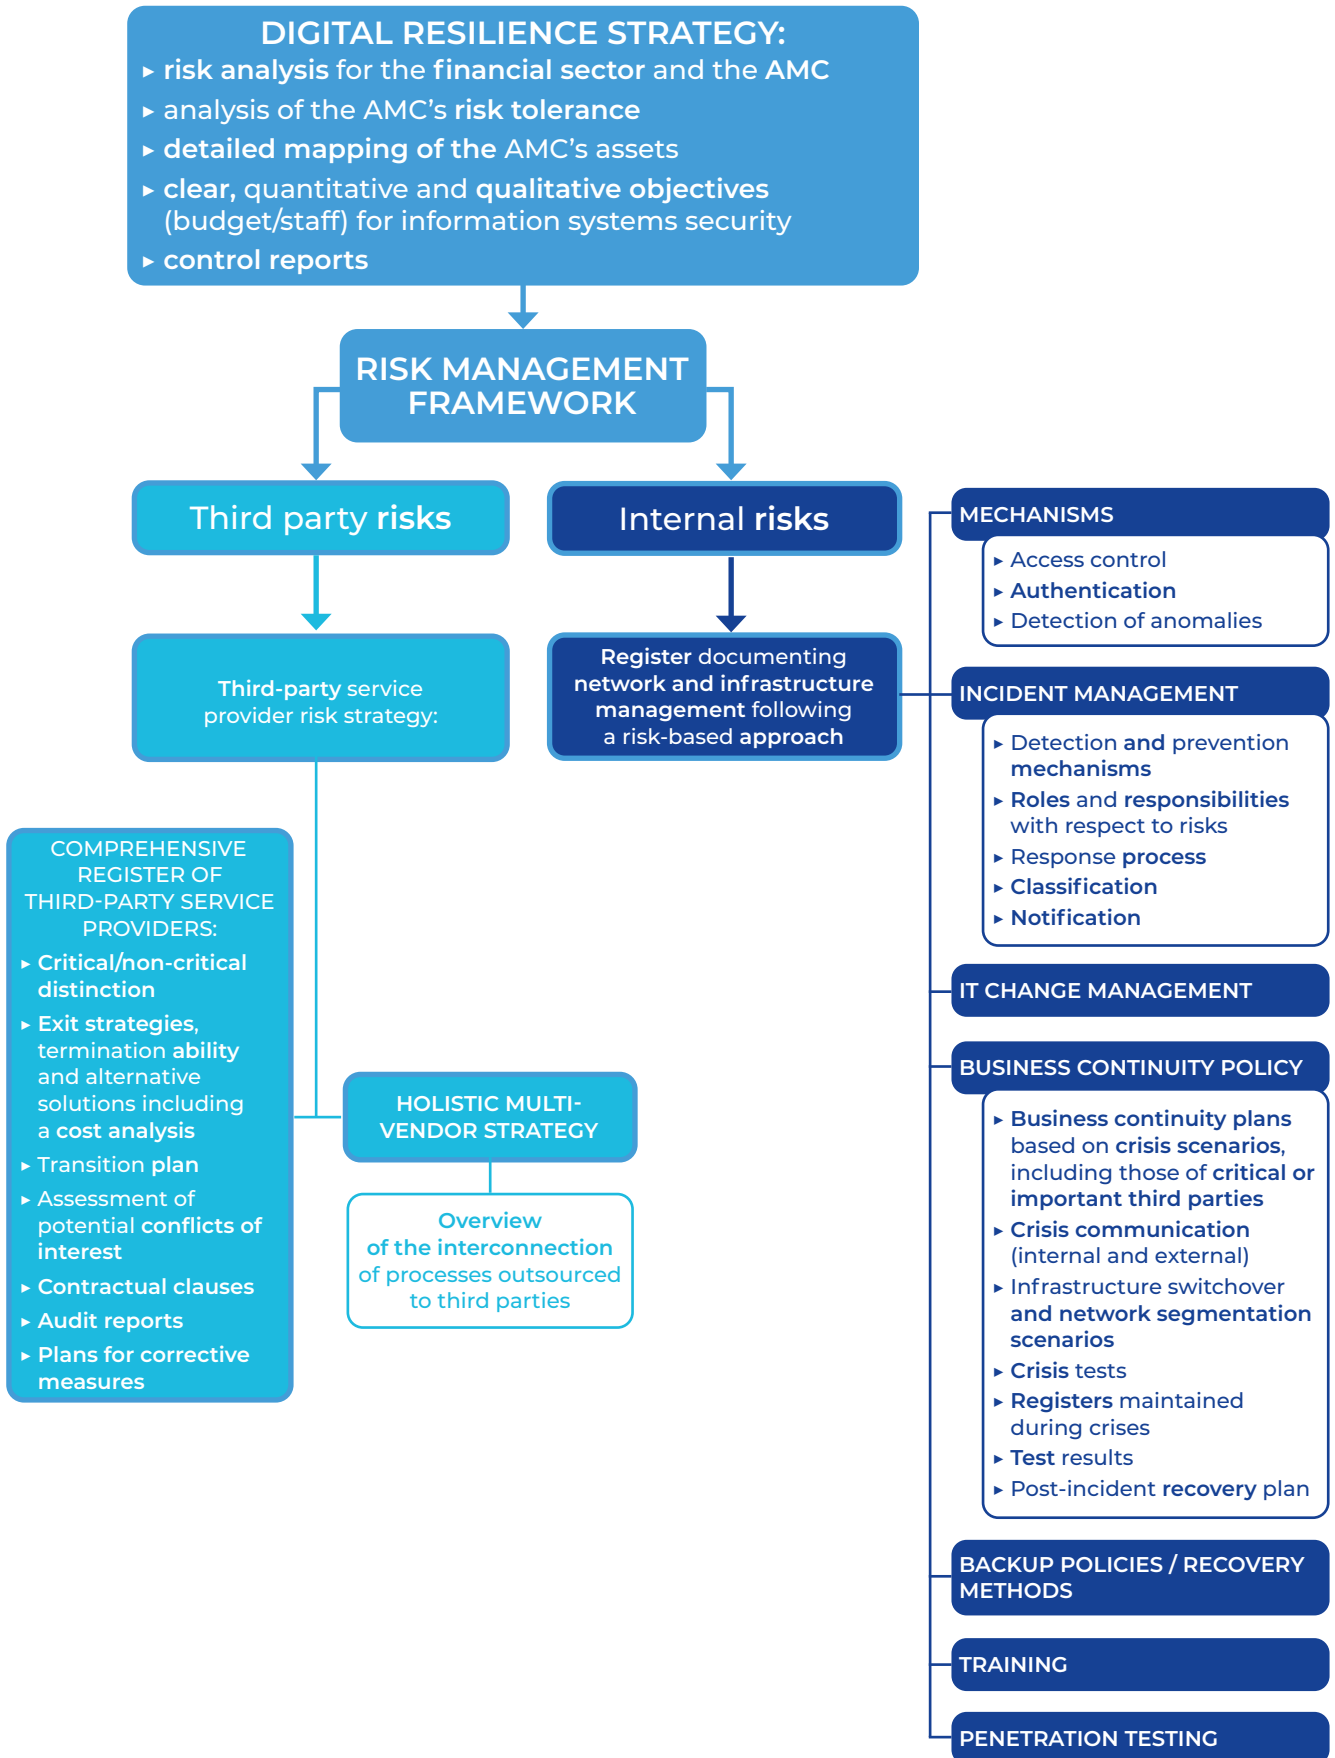 DIGITAL RESILIENCE STRATEGY:
▸ risk analysis for the financial sector and the AMC
▸ analysis of the AMC’s risk tolerance
▸ detailed mapping of the AMC’s assets
▸ clear, quantitative and qualitative objectives
(budget/staff) for information systems security
▸ control reports
RISK MANAGEMENT
FRAMEWORK
Third party risks
Third-party service
provider risk strategy:
COMPREHENSIVE
REGISTER OF
THIRD-PARTY SERVICE
PROVIDERS:
▸ Critical/non-critical
distinction
▸ Exit strategies,
termination ability
and alternative
solutions including
a cost analysis
▸ Transition plan
▸ Assessment of
potential conflicts of
interest
▸ Contractual clauses
▸ Audit reports
▸ Plans for corrective
measures
HOLISTIC MULTI-
VENDOR STRATEGY
Overview
of the interconnection
of processes outsourced
to third parties
Internal risks
Register documenting
network and infrastructure
management following
a risk-based approach
MECHANISMS
▸ Access control
▸ Authentication
▸ Detection of anomalies
INCIDENT MANAGEMENT
▸ Detection and prevention
mechanisms
▸ Roles and responsibilities
with respect to risks
▸ Response process
▸ Classification
▸ Notification
IT CHANGE MANAGEMENT
BUSINESS CONTINUITY POLICY
▸ Business continuity plans
based on crisis scenarios,
including those of critical or
important third parties
▸ Crisis communication
(internal and external)
▸ Infrastructure switchover
and network segmentation
scenarios
▸ Crisis tests
▸ Registers maintained
during crises
▸ Test results
▸ Post-incident recovery plan
BACKUP POLICIES / RECOVERY
METHODS
TRAINING
PENETRATION TESTING